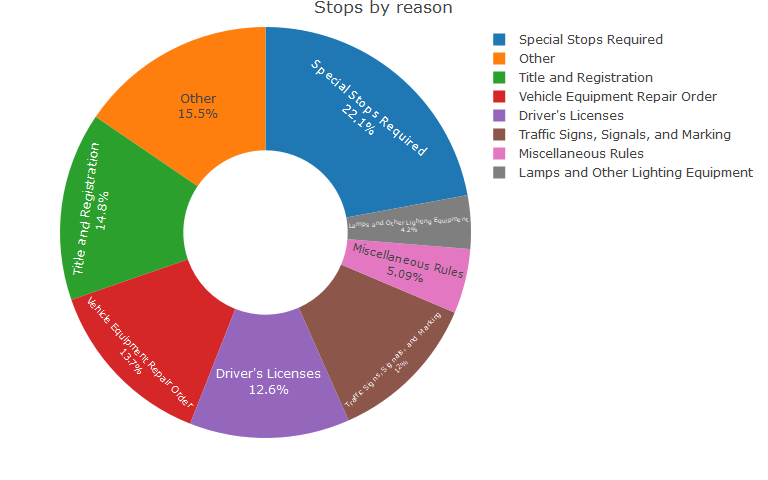 Stops by reason
Special Stops Required
22.1%
Other
15.5%
Title and Registration
14.8%
Vehicle Equipment Repair Order
13.7%
Driver's Licenses
12.6%
Traffic Signs, Signals, and Marking
12%
Miscellaneous Rules
5.09%
Lamps and Other Lighting Equipment
4.2%
Special Stops Required
Other
Title and Registration
Vehicle Equipment Repair Order
Driver's Licenses
Traffic Signs, Signals, and Marking
Miscellaneous Rules
Lamps and Other Lighting Equipment